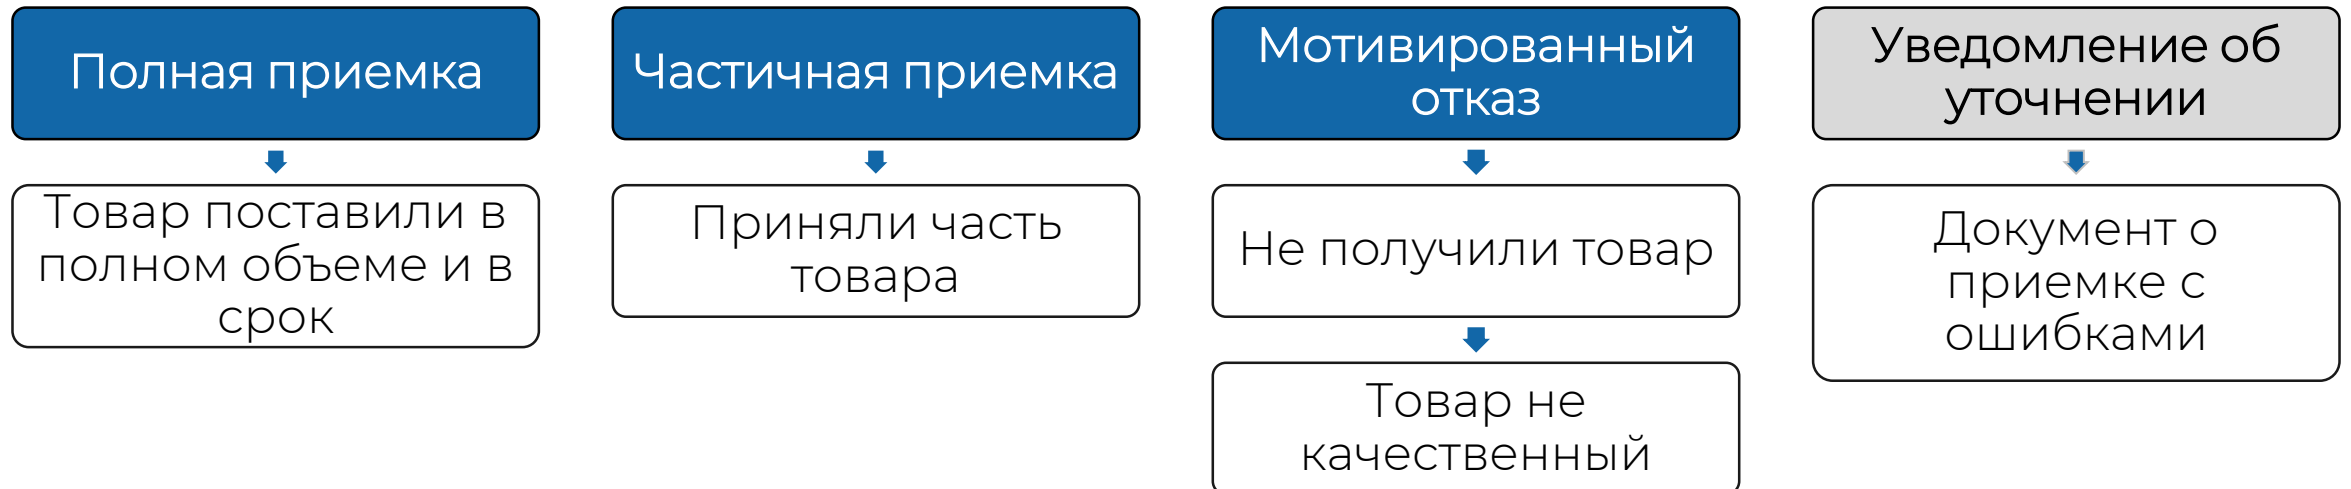 Полная приемка
Товар поставили в
полном объеме и в
срок
Частичная приемка
Приняли часть
товара
Мотивированный
отказ
Не получили товар
Товар не
качественный
Уведомление об
уточнении
Документ о
приемке с
ошибками